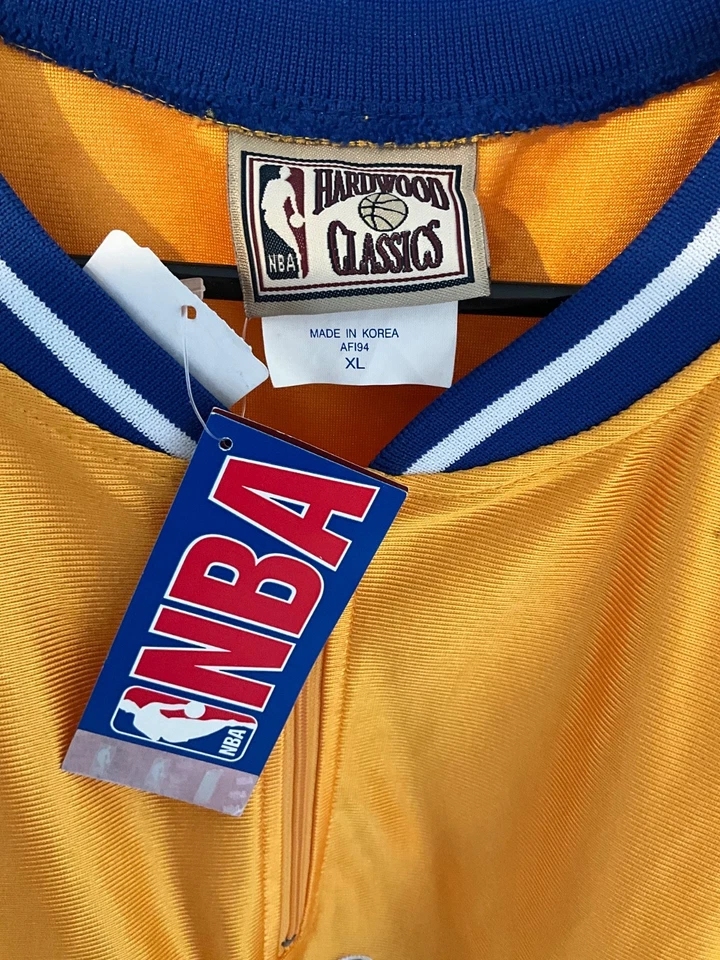 HARDWOOD
CLASSICS
NBA
MADE IN KOREA
AFI94
XL
NBA
NBA